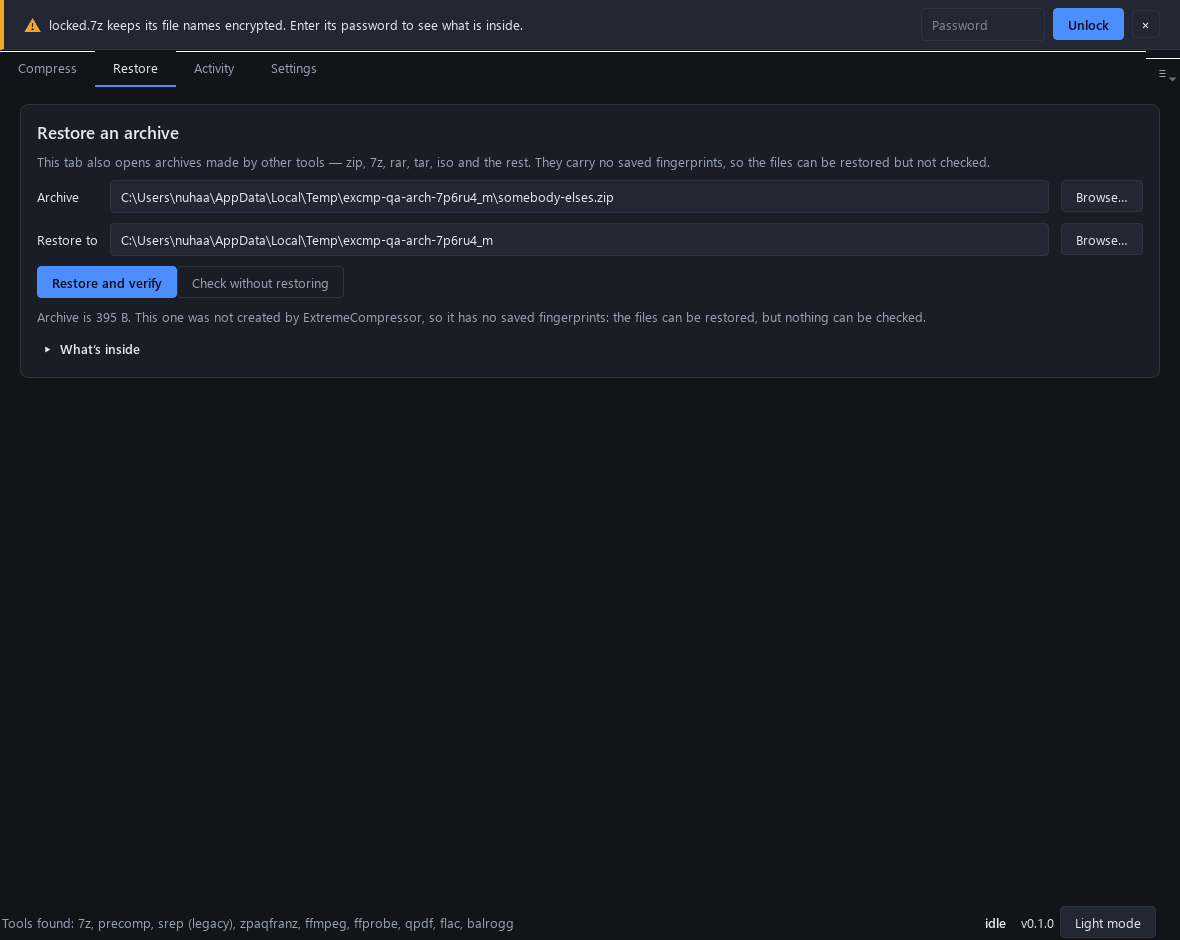 locked.7z keeps its file names encrypted. Enter its password to see what is inside. Password Unlock ×
Compress Restore Activity Settings
Restore an archive
This tab also opens archives made by other tools — zip, 7z, rar, tar, iso and the rest. They carry no saved fingerprints, so the files can be restored but not checked.
Archive C:\Users\nuhaa\AppData\Local\Temp\excmp-qa-arch-7p6ru4_m\somebody-elses.zip Browse...
Restore to C:\Users\nuhaa\AppData\Local\Temp\excmp-qa-arch-7p6ru4_m Browse...
Restore and verify Check without restoring
Archive is 395 B. This one was not created by ExtremeCompressor, so it has no saved fingerprints: the files can be restored, but nothing can be checked.
What's inside
Tools found: 7z, precomp, srep (legacy), zpaqfranz, ffmpeg, ffprobe, qpdf, flac, balrogg idle v0.1.0 Light mode